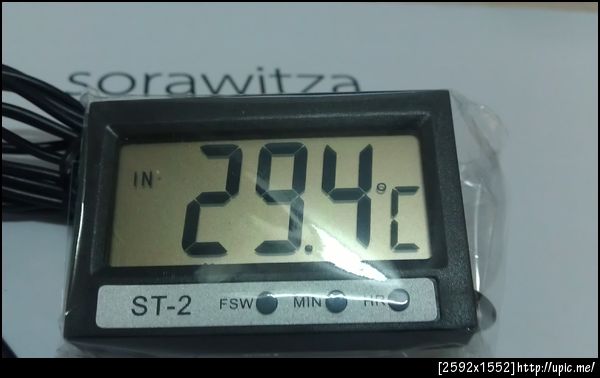 sorawitza
IN 29.4°C
ST-2 FSW MIN HR
[2592x1552]http://upic.me/